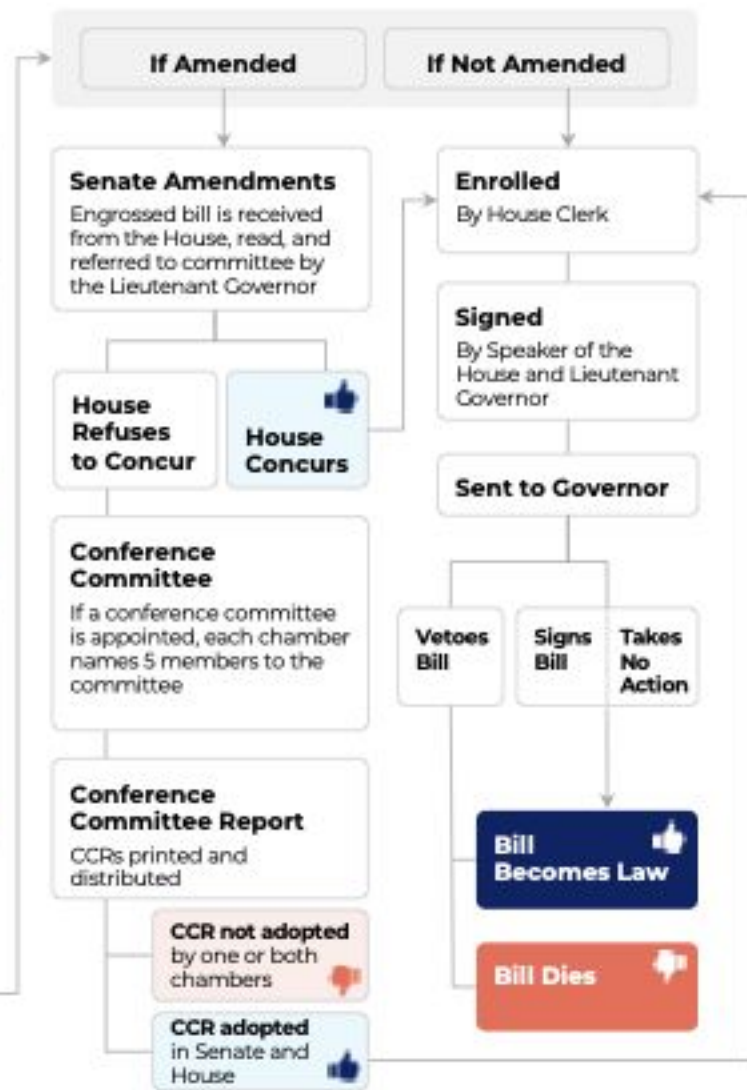 If Amended
If Not Amended
Senate Amendments
Engrossed bill is received
from the House, read, and
referred to committee by
the Lieutenant Governor
House
Refuses
to Concur
House
Concurs
Conference
Committee
If a conference committee
is appointed, each chamber
names 5 members to the
committee
Conference
Committee Report
CCRs printed and
distributed
CCR not adopted
by one or both
chambers
CCR adopted
in Senate and
House
Enrolled
By House Clerk
Signed
By Speaker of the
House and Lieutenant
Governor
Sent to Governor
Vetoes
Bill
Signs
Bill
Takes
No
Action
Bill
Becomes Law
Bill Dies